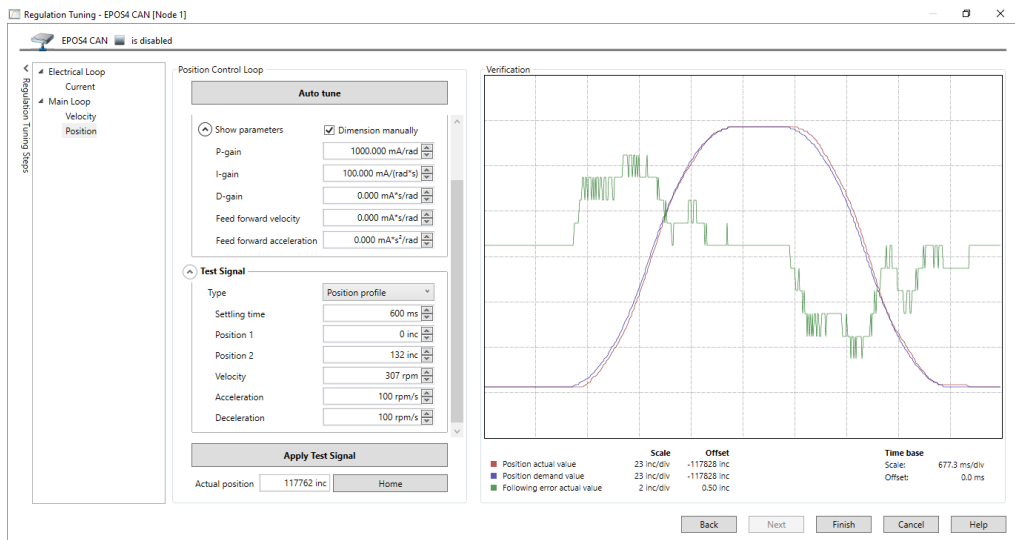 Regulation Tuning - EPOS4 CAN [Node 1]
EPOS4 CAN is disabled
Regulation Tuning Steps
Electrical Loop
Current
Main Loop
Velocity
Position
Position Control Loop
Auto tune
Show parameters Dimension manually
P-gain 1000.000 mA/rad
I-gain 100.000 mA/(rad*s)
D-gain 0.000 mA*s/rad
Feed forward velocity 0.000 mA*s/rad
Feed forward acceleration 0.000 mA*s²/rad
Test Signal
Type Position profile
Settling time 600 ms
Position 1 0 inc
Position 2 132 inc
Velocity 307 rpm
Acceleration 100 rpm/s
Deceleration 100 rpm/s
Apply Test Signal
Actual position 117762 inc Home
Verification
Scale Offset Time base
Position actual value 23 inc/div -117828 inc Scale: 677.3 ms/div
Position demand value 23 inc/div -117828 inc Offset: 0.0 ms
Following error actual value 2 inc/div 0.50 inc
Back Next Finish Cancel Help